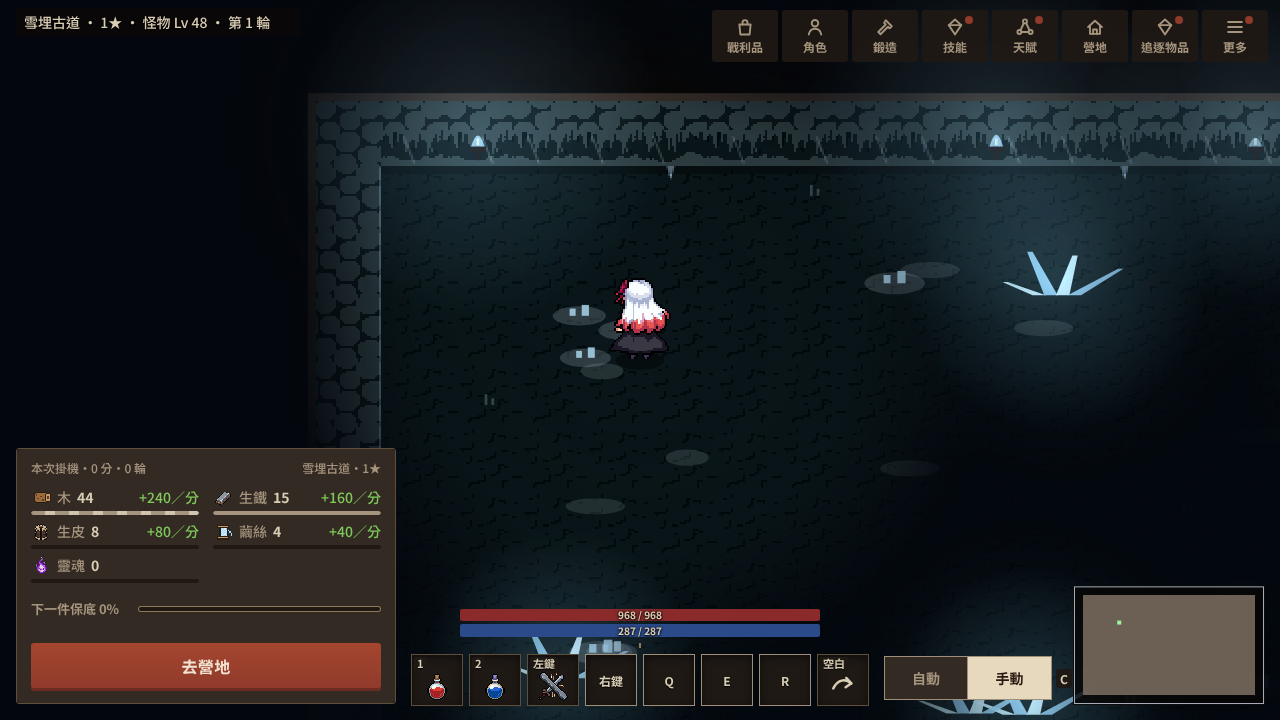 雪埋古道 · 1★ · 怪物 Lv 48 · 第 1 輪
戰利品
角色
鍛造
技能
天賦
營地
追逐物品
更多
本次掛機・0 分・0 輪
雪埋古道・1★
木 44 +240／分
生鐵 15 +160／分
生皮 8 +80／分
繭絲 4 +40／分
靈魂 0
下一件保底 0%
去營地
968 / 968
287 / 287
1
2
左鍵
右鍵
Q
E
R
空白
自動
手動
C